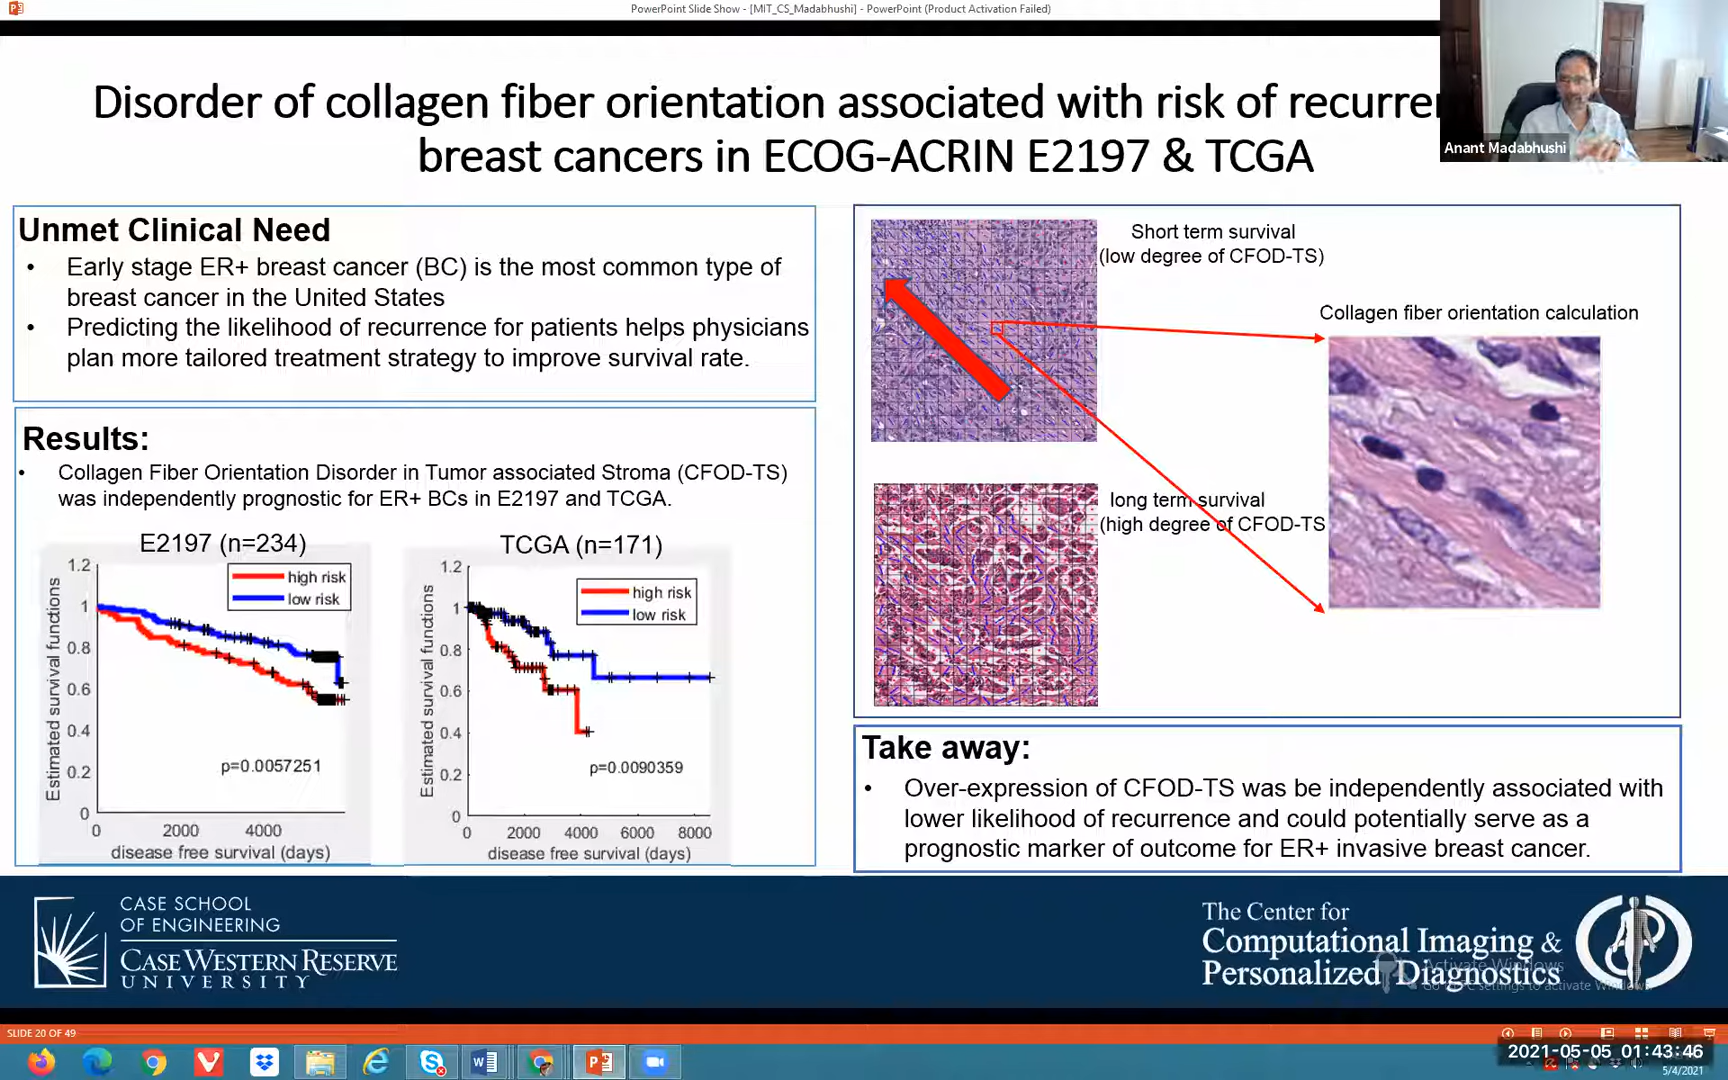 PowerPoint Slide Show - [MIT_CS_Madabhushi] - PowerPoint (Product Activation Failed)
Disorder of collagen fiber orientation associated with risk of recurren
breast cancers in ECOG-ACRIN E2197 & TCGA
Anant Madabhushi
Unmet Clinical Need
• Early stage ER+ breast cancer (BC) is the most common type of
breast cancer in the United States
• Predicting the likelihood of recurrence for patients helps physicians
plan more tailored treatment strategy to improve survival rate.
Results:
• Collagen Fiber Orientation Disorder in Tumor associated Stroma (CFOD-TS)
was independently prognostic for ER+ BCs in E2197 and TCGA.
E2197 (n=234)
1.2
1
0.8
0.6
0.4
0.2
0
Estimated survival functions
high risk
low risk
p=0.0057251
0 2000 4000
disease free survival (days)
TCGA (n=171)
1.2
1
0.8
0.6
0.4
0.2
0
Estimated survival functions
high risk
low risk
p=0.0090359
0 2000 4000 6000 8000
disease free survival (days)
Short term survival
(low degree of CFOD-TS)
Collagen fiber orientation calculation
long term survival
(high degree of CFOD-TS
Take away:
• Over-expression of CFOD-TS was be independently associated with
lower likelihood of recurrence and could potentially serve as a
prognostic marker of outcome for ER+ invasive breast cancer.
CASE SCHOOL
OF ENGINEERING
CASE WESTERN RESERVE
UNIVERSITY
The Center for
Computational Imaging &
Personalized Diagnostics
Activate Windows
Go to PC settings to activate Windows.
SLIDE 20 OF 49
2021-05-05 01:43:46
5/4/2021